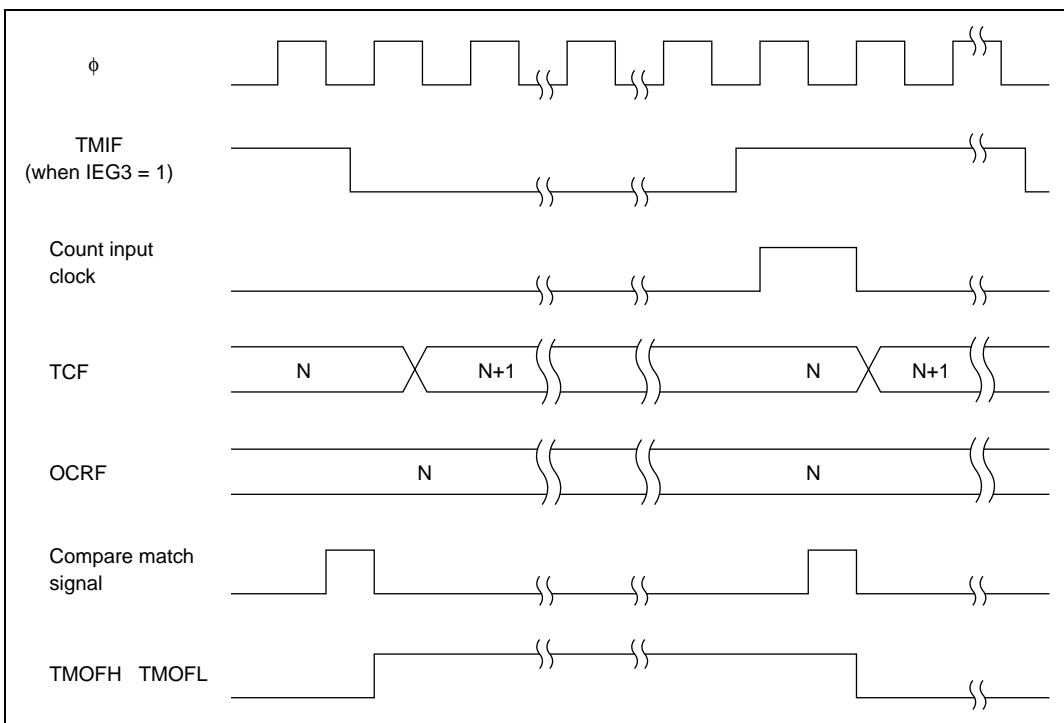 φ
TMIF
(when IEG3 = 1)
Count input
clock
TCF
N
N+1
N
N+1
OCRF
N
N
Compare match
signal
TMOFH TMOFL